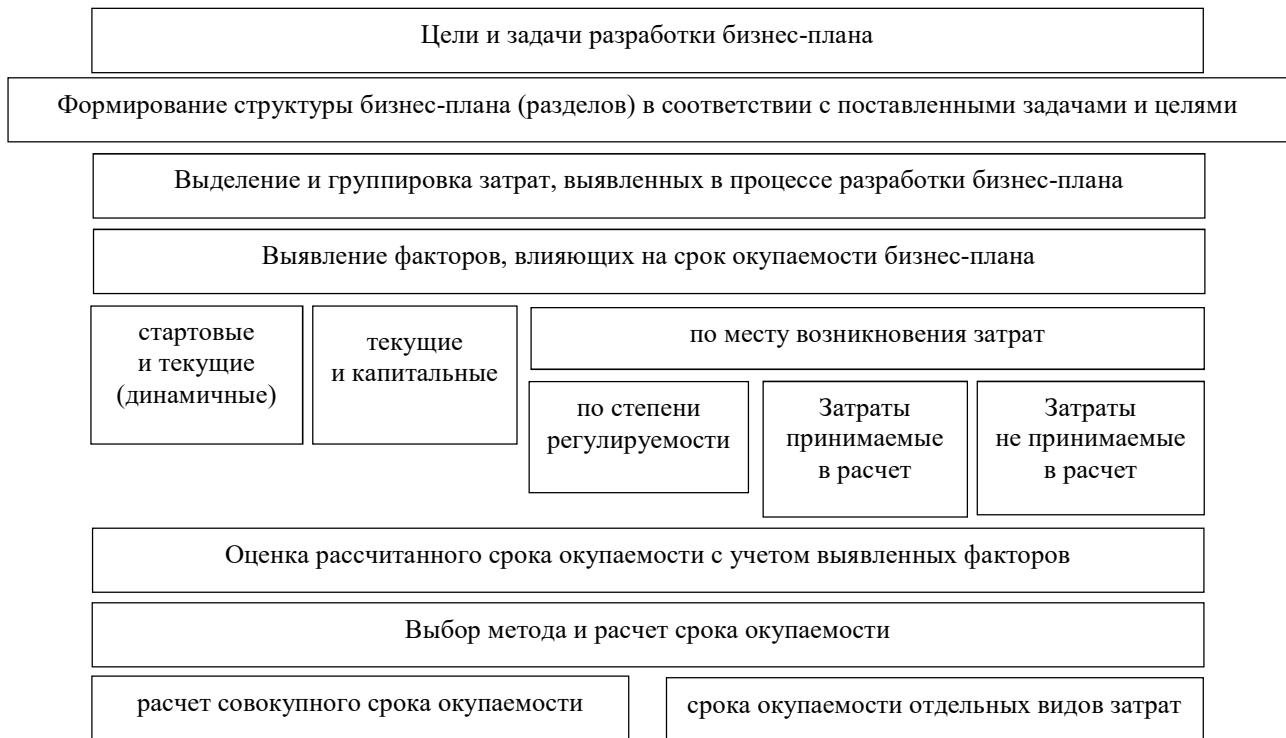 Цели и задачи разработки бизнес-плана
Формирование структуры бизнес-плана (разделов) в соответствии с поставленными задачами и целями
Выделение и группировка затрат, выявленных в процессе разработки бизнес-плана
Выявление факторов, влияющих на срок окупаемости бизнес-плана
стартовые
и текущие
(динамичные)
текущие
и капитальные
по месту возникновения затрат
по степени
регулируемости
Затраты
принимаемые
в расчет
Затраты
не принимаемые
в расчет
Оценка рассчитанного срока окупаемости с учетом выявленных факторов
Выбор метода и расчет срока окупаемости
расчет совокупного срока окупаемости
срока окупаемости отдельных видов затрат